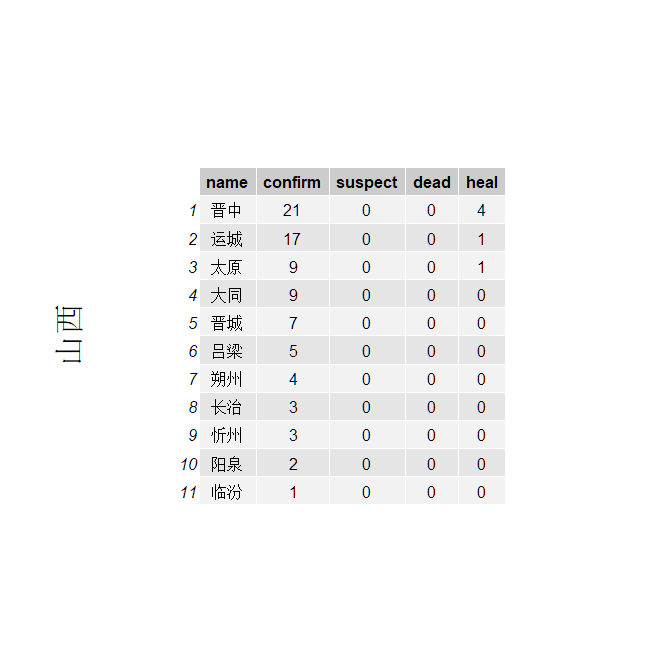 山西
name confirm suspect dead heal
1 晋中 21 0 0 4
2 运城 17 0 0 1
3 太原 9 0 0 1
4 大同 9 0 0 0
5 晋城 7 0 0 0
6 吕梁 5 0 0 0
7 朔州 4 0 0 0
8 长治 3 0 0 0
9 忻州 3 0 0 0
10 阳泉 2 0 0 0
11 临汾 1 0 0 0